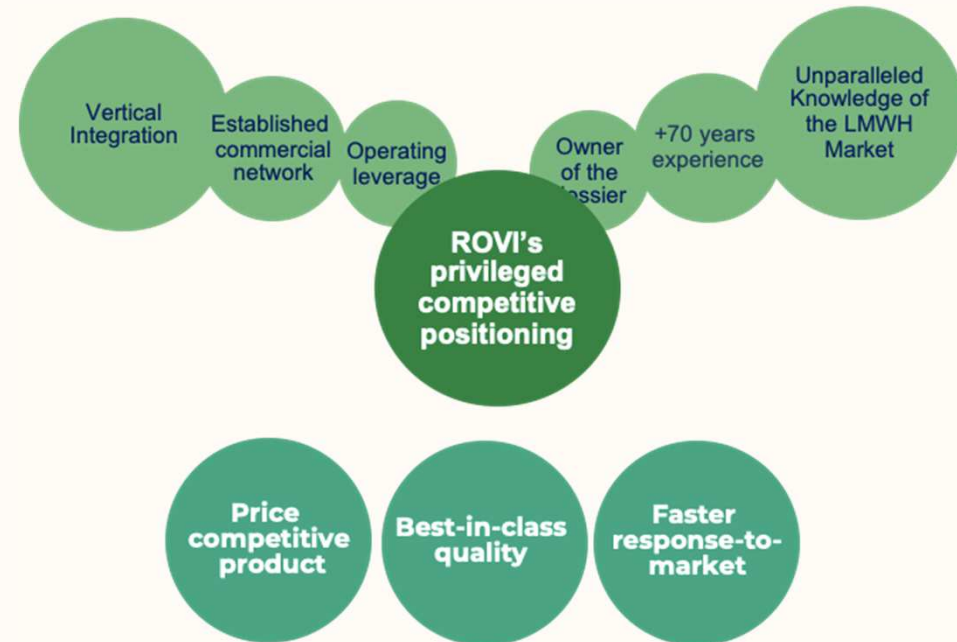 Vertical
Integration
Established
commercial
network
Operating
leverage
Owner
of the
+70 years
experience
Unparalleled
Knowledge of
the LMWH
Market
ROVI's
privileged
competitive
positioning
Price
competitive
product
Best-in-class
quality
Faster
response-to-
market